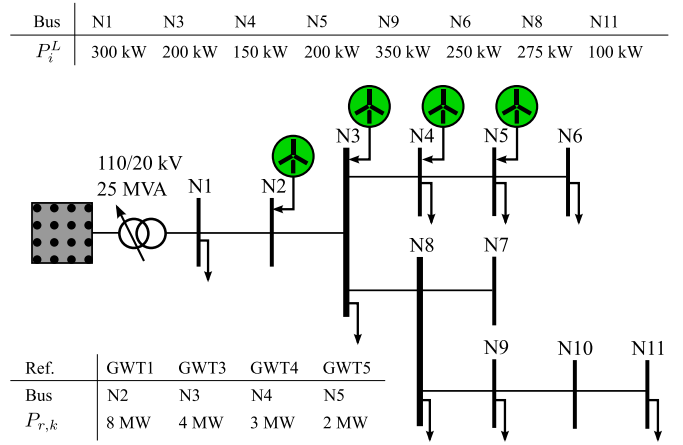 Bus N1 N3 N4 N5 N9 N6 N8 N11
P_i^L 300 kW 200 kW 150 kW 200 kW 350 kW 250 kW 275 kW 100 kW
N3 N4 N5 N6
110/20 kV
25 MVA N1 N2
N8 N7
N9 N10 N11
Ref. GWT1 GWT3 GWT4 GWT5
Bus N2 N3 N4 N5
P_{r,k} 8 MW 4 MW 3 MW 2 MW